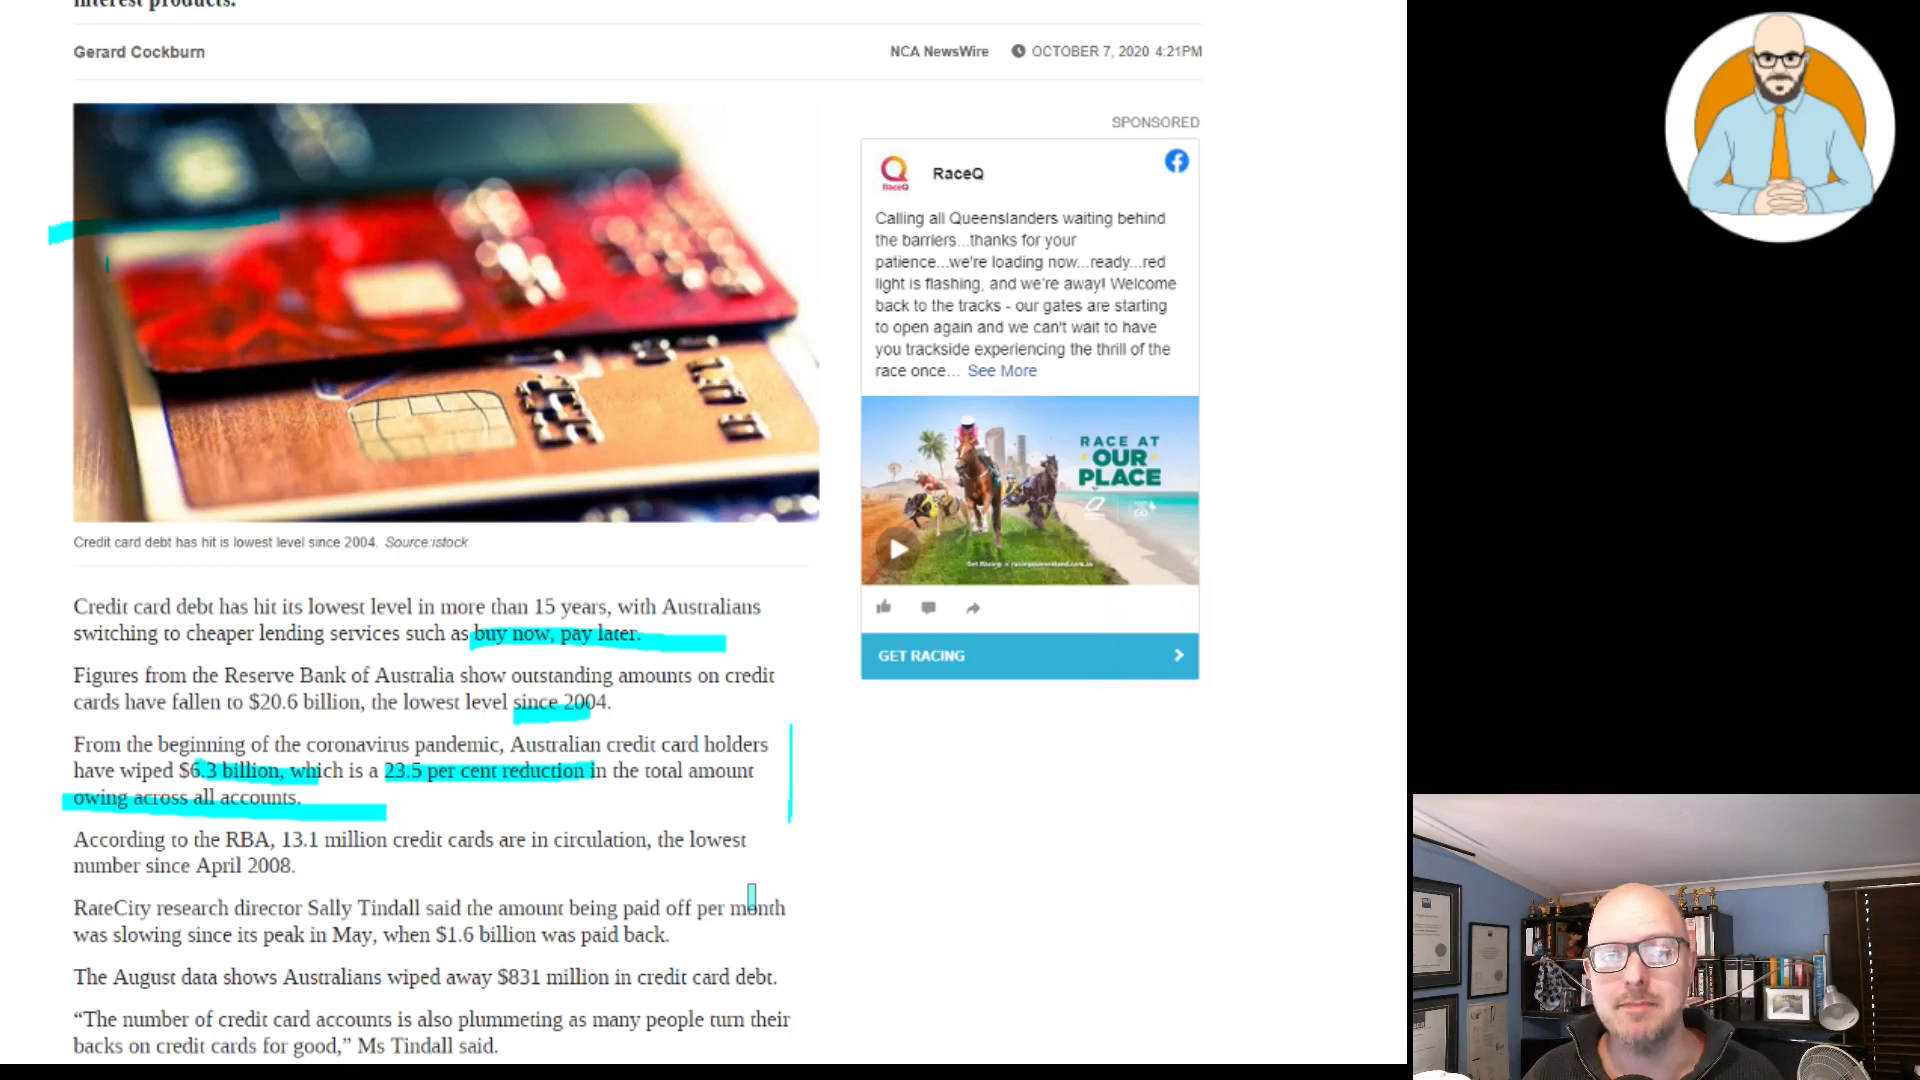 interest products.
Gerard Cockburn
NCA NewsWire
OCTOBER 7, 2020 4:21PM
Credit card debt has hit is lowest level since 2004. Source:istock
Credit card debt has hit its lowest level in more than 15 years, with Australians
switching to cheaper lending services such as buy now, pay later.
Figures from the Reserve Bank of Australia show outstanding amounts on credit
cards have fallen to $20.6 billion, the lowest level since 2004.
From the beginning of the coronavirus pandemic, Australian credit card holders
have wiped $6.3 billion, which is a 23.5 per cent reduction in the total amount
owing across all accounts.
According to the RBA, 13.1 million credit cards are in circulation, the lowest
number since April 2008.
RateCity research director Sally Tindall said the amount being paid off per month
was slowing since its peak in May, when $1.6 billion was paid back.
The August data shows Australians wiped away $831 million in credit card debt.
“The number of credit card accounts is also plummeting as many people turn their
backs on credit cards for good,” Ms Tindall said.
SPONSORED
RaceQ
RaceQ
Calling all Queenslanders waiting behind
the barriers...thanks for your
patience...we're loading now...ready...red
light is flashing, and we're away! Welcome
back to the tracks - our gates are starting
to open again and we can't wait to have
you trackside experiencing the thrill of the
race once... See More
RACE AT
OUR
PLACE
GET RACING